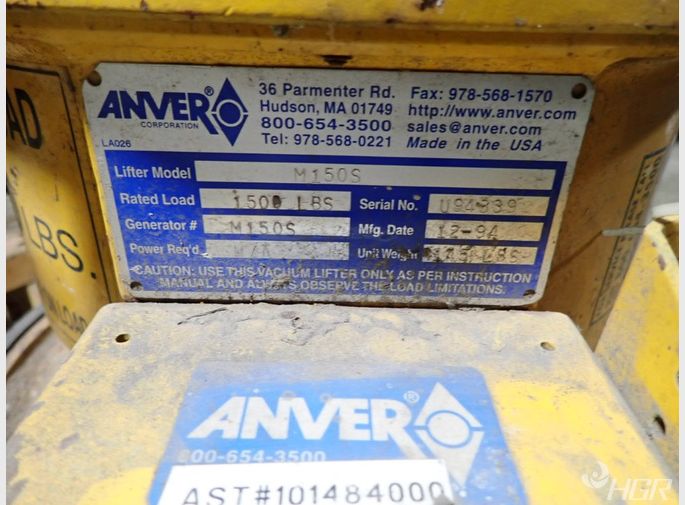 ANVER®
CORPORATION
LA026
36 Parmenter Rd.
Hudson, MA 01749
800-654-3500
Tel: 978-568-0221
Fax: 978-568-1570
http://www.anver.com
sales@anver.com
Made in the USA
Lifter Model M150S
Rated Load 1500 LBS Serial No. U94839
Generator # M150S Mfg. Date 12-94
Power Req'd N/A Unit Weight LBS
CAUTION: USE THIS VACUUM LIFTER ONLY AS PER INSTRUCTION
MANUAL AND ALWAYS OBSERVE THE LOAD LIMITATIONS.
LBS.
ANVER®
800-654-3500
AST#101484000
HGR